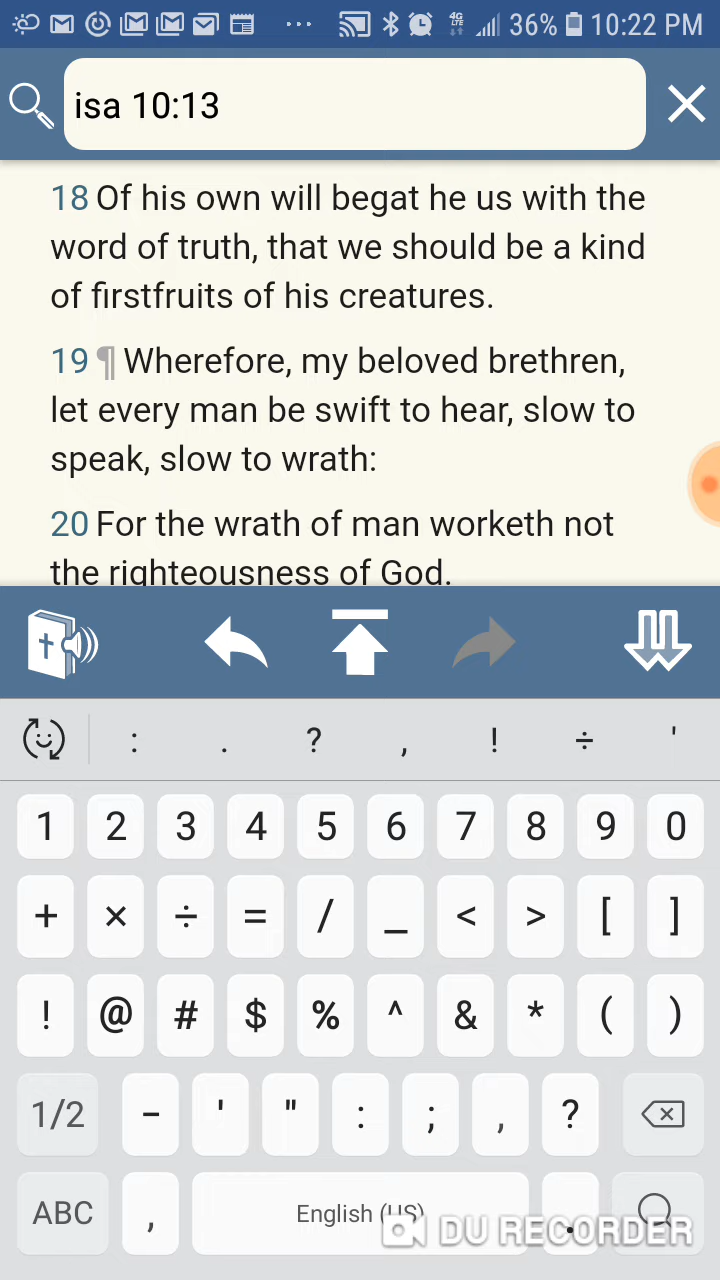 36% 10:22 PM
4G LTE
isa 10:13
18 Of his own will begat he us with the
word of truth, that we should be a kind
of firstfruits of his creatures.
19 ¶ Wherefore, my beloved brethren,
let every man be swift to hear, slow to
speak, slow to wrath:
20 For the wrath of man worketh not
the righteousness of God.
: . ? , ! ÷ '
1 2 3 4 5 6 7 8 9 0
+ × ÷ = / _ < > [ ]
! @ # $ % ^ & * ( )
1/2 - ' " : ; , ?
ABC , English (US) .
DU RECORDER